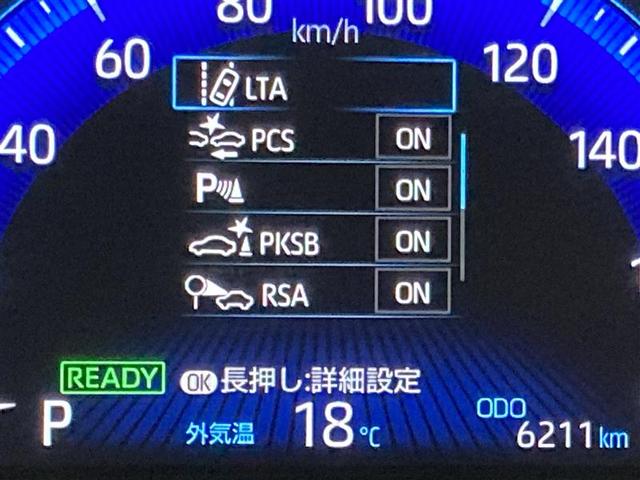 80 100
km/h
60 120
40 140
LTA
PCS ON
P ON
PKSB ON
RSA ON
READY OK 長押し:詳細設定
P 外気温 18℃ ODO 6211km